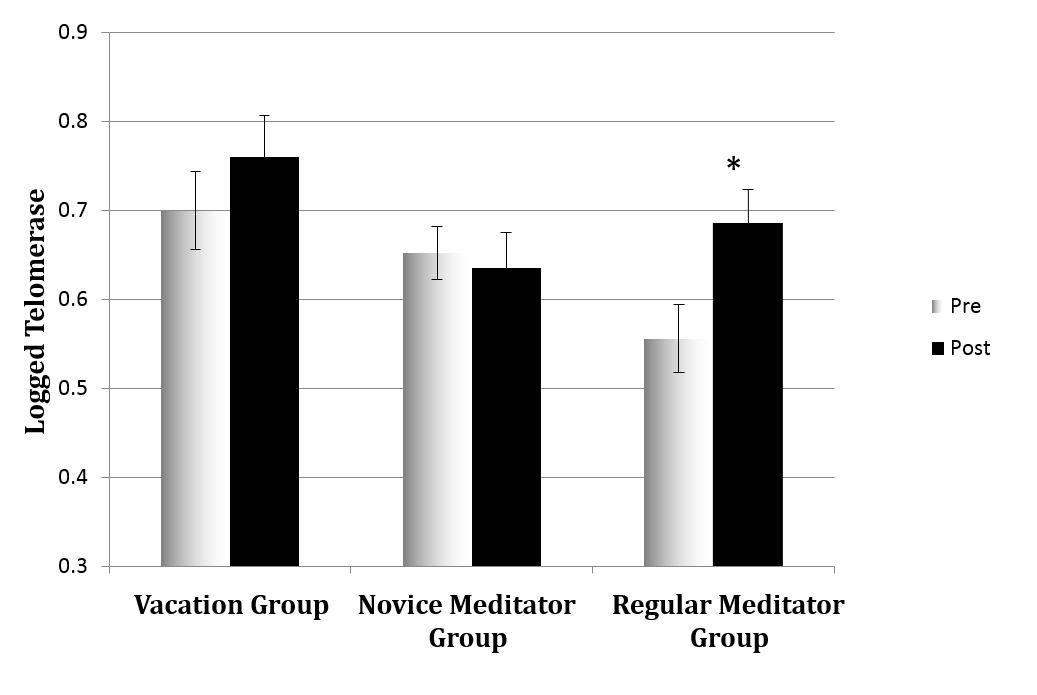 0.9
0.8
0.7
0.6
0.5
0.4
0.3
Logged Telomerase
*
Vacation Group
Novice Meditator
Group
Regular Meditator
Group
Pre
Post